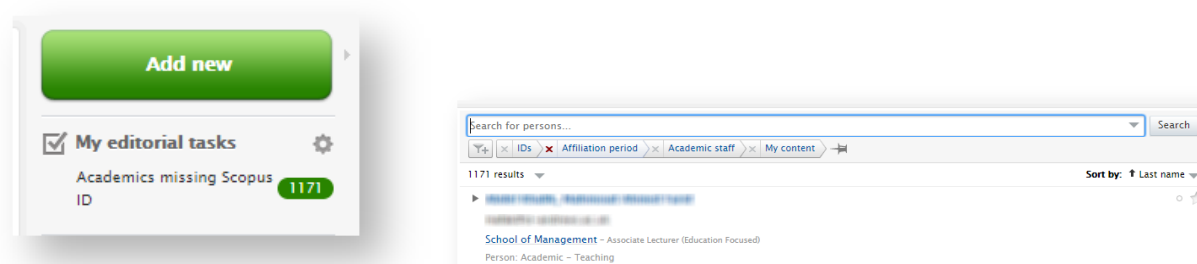 Add new
My editorial tasks
Academics missing Scopus
ID
1171
Search for persons...
Search
IDs
Affiliation period
Academic staff
My content
1171 results
Sort by: Last name
School of Management – Associate Lecturer (Education Focused)
Person: Academic – Teaching